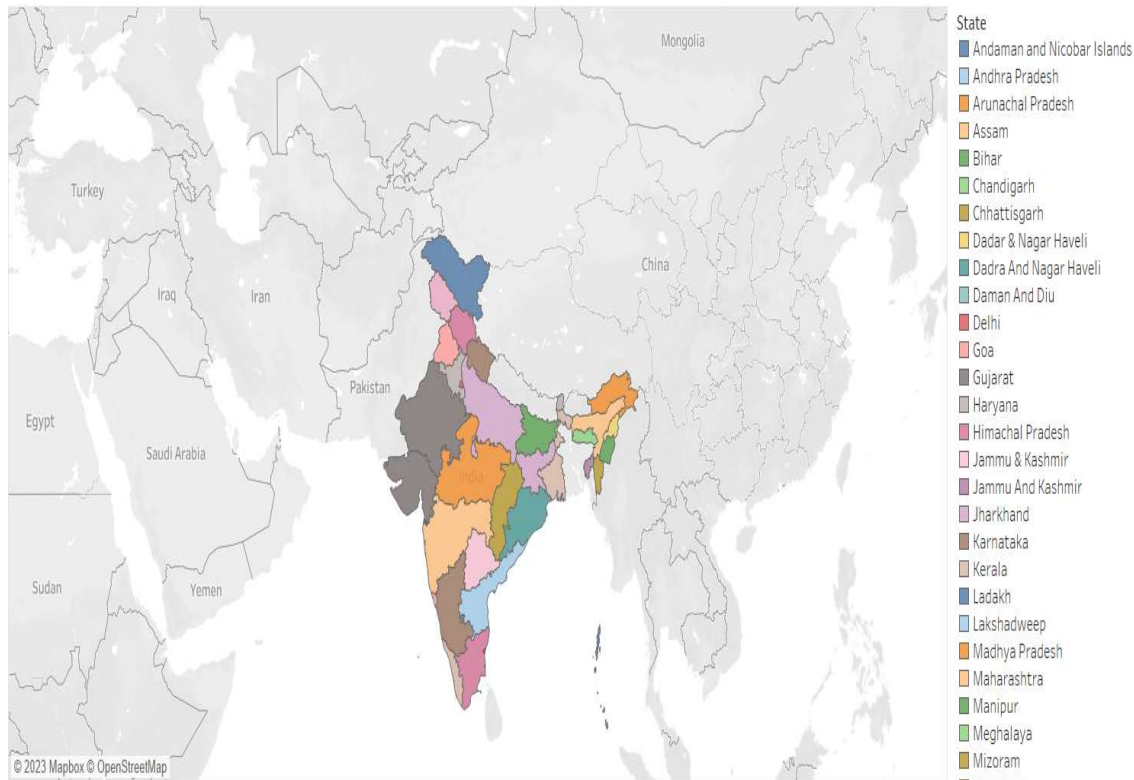 Mongolia
Turkey
China
Iraq
Iran
Pakistan
Egypt
Saudi Arabia
India
Sudan
Yemen
© 2023 Mapbox © OpenStreetMap
State
Andaman and Nicobar Islands
Andhra Pradesh
Arunachal Pradesh
Assam
Bihar
Chandigarh
Chhattisgarh
Dadar & Nagar Haveli
Dadra And Nagar Haveli
Daman And Diu
Delhi
Goa
Gujarat
Haryana
Himachal Pradesh
Jammu & Kashmir
Jammu And Kashmir
Jharkhand
Karnataka
Kerala
Ladakh
Lakshadweep
Madhya Pradesh
Maharashtra
Manipur
Meghalaya
Mizoram